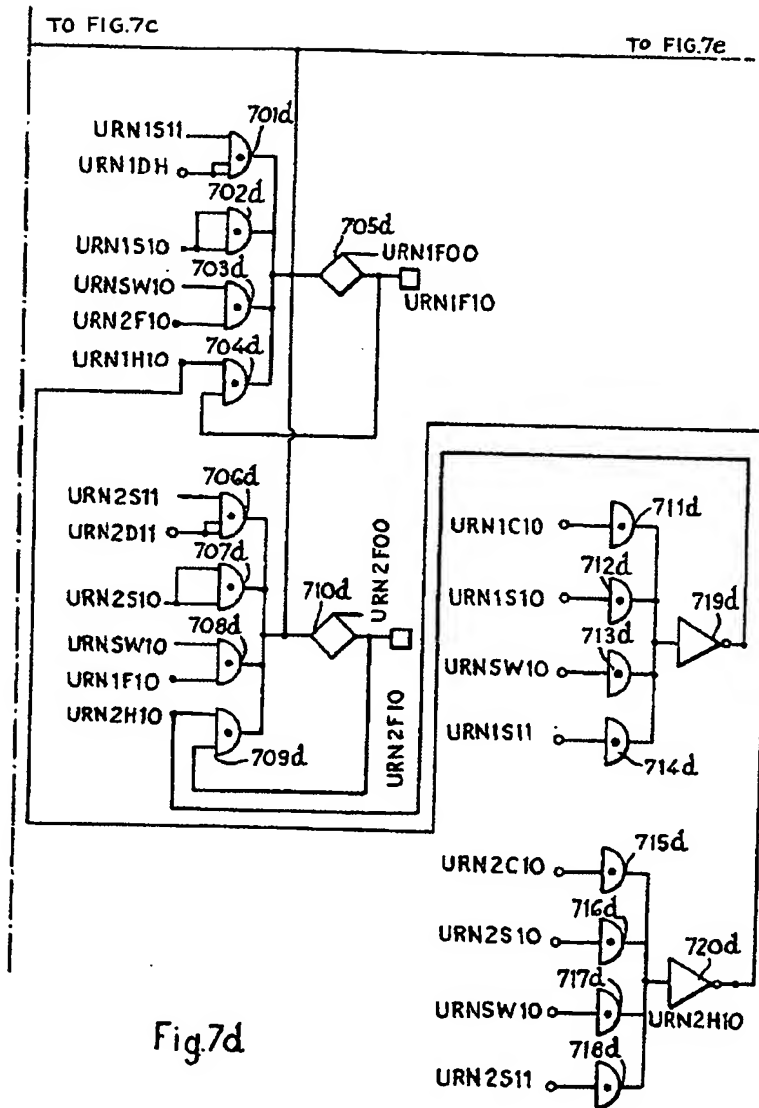 TO FIG.7c
TO FIG.7e
URN1S11
701d
URN1DH
702d
URN1S10
705d
URN1F00
703d
URNSW10
URN1F10
URN2F10
704d
URN1H10
706d
URN2S11
URN2D11
707d
URN2S10
710d
URN2F00
708d
URNSW10
URN1F10
URN2H10
709d
URN2F10
711d
URN1C10
712d
URN1S10
719d
713d
URNSW10
URN1S11
714d
715d
URN2C10
716d
URN2S10
720d
717d
URNSW10
URN2H10
718d
URN2S11
Fig.7d